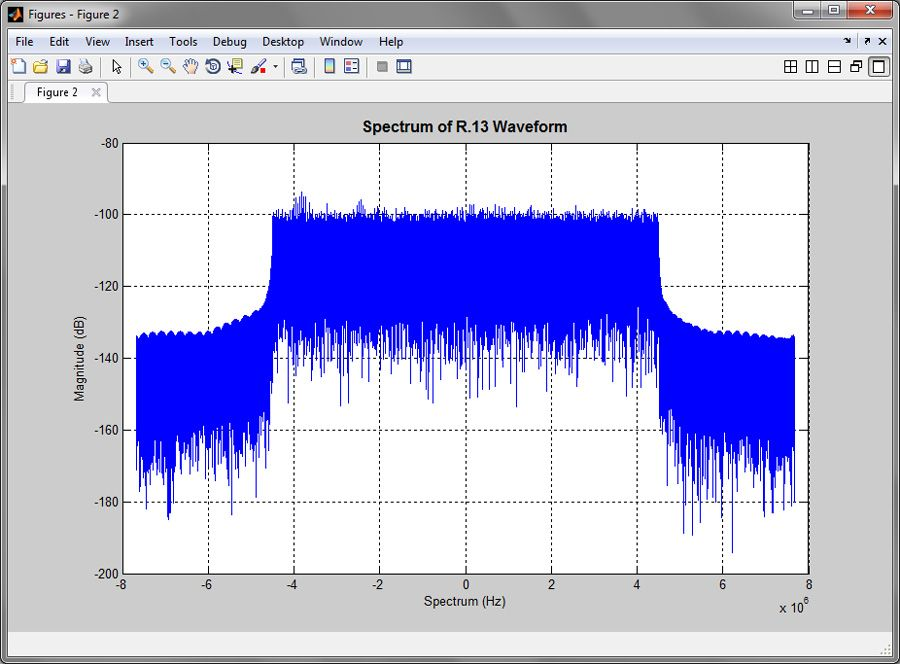 Figures - Figure 2
File Edit View Insert Tools Debug Desktop Window Help
Figure 2
Spectrum of R.13 Waveform
-80
-100
-120
-140
-160
-180
-200
Magnitude (dB)
-8 -6 -4 -2 0 2 4 6 8
Spectrum (Hz)
x 10⁶